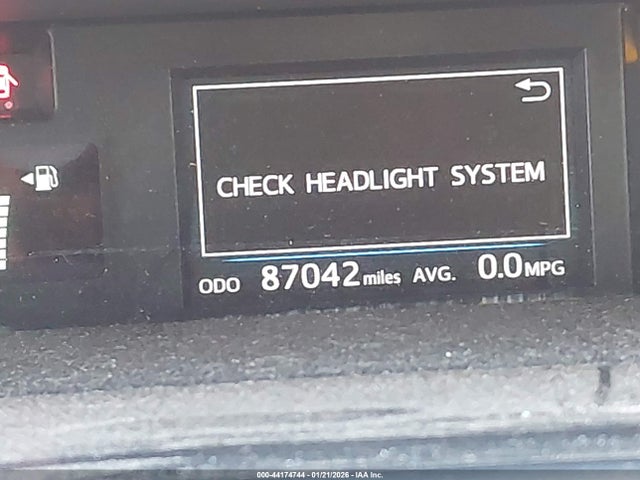 CHECK HEADLIGHT SYSTEM
ODO 87042 miles AVG. 0.0 MPG
000-44174744 - 01/21/2026 - IAA Inc.